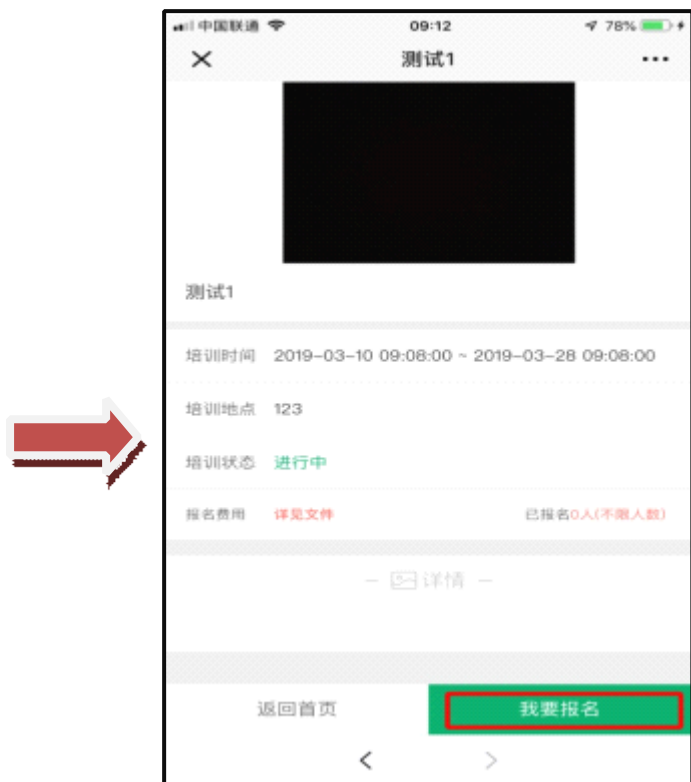 中国联通 09:12 78%
测试1
测试1
培训时间 2019-03-10 09:08:00 ~ 2019-03-28 09:08:00
培训地点 123
培训状态 进行中
报名费用 详见文件 已报名0人(不限人数)
– 详情 –
返回首页 我要报名